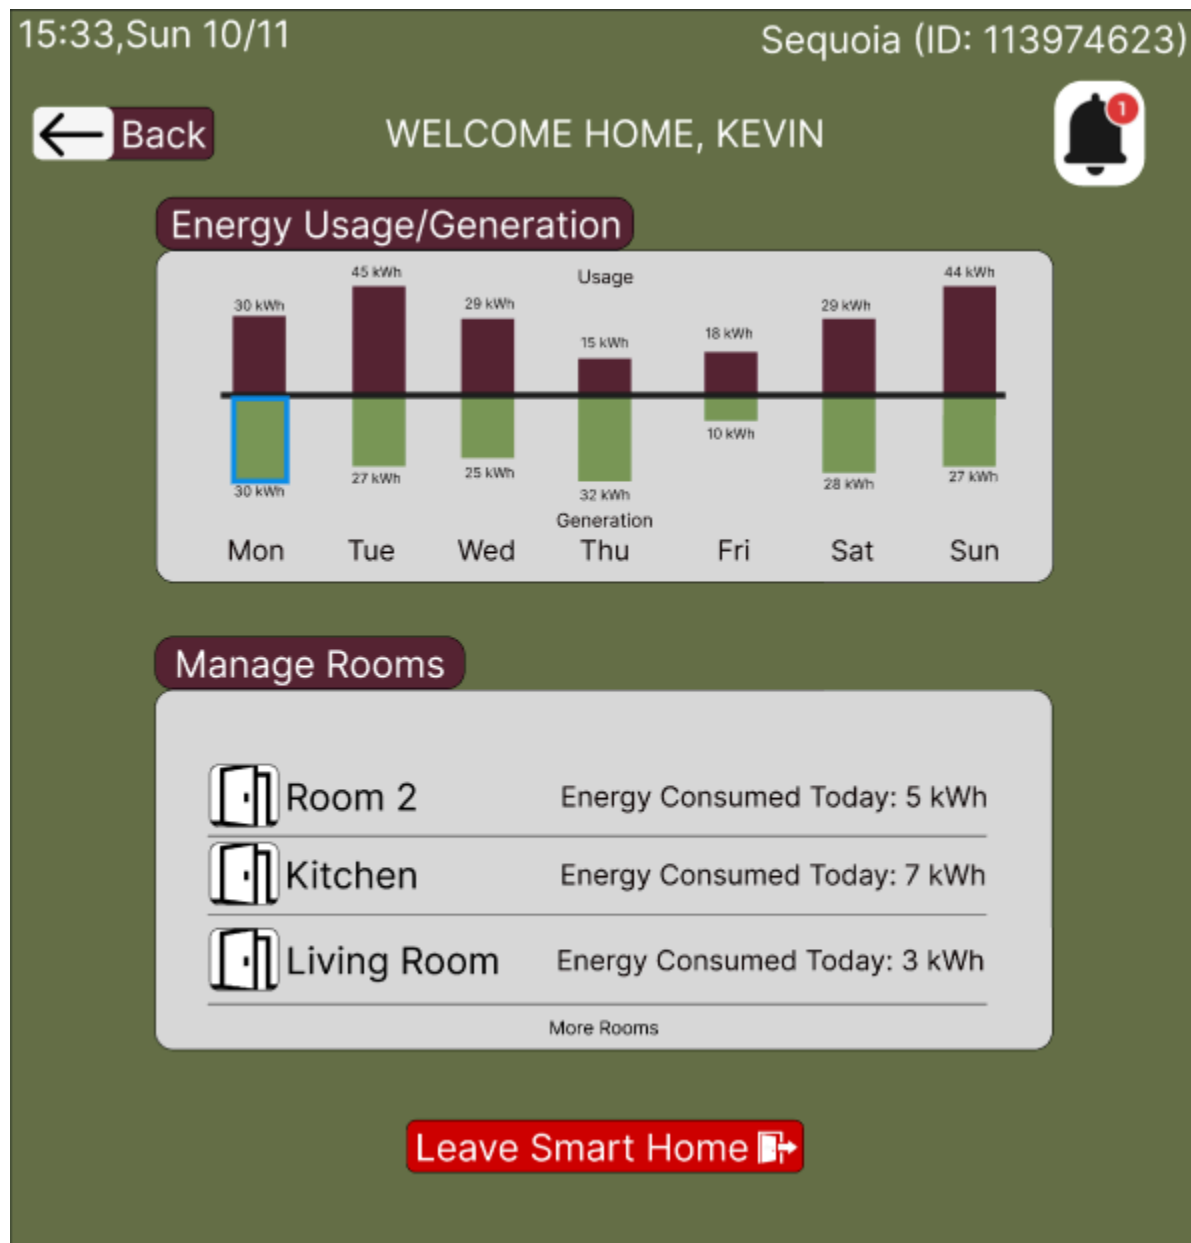 15:33,Sun 10/11
Sequoia (ID: 113974623)
Back
WELCOME HOME, KEVIN
1
Energy Usage/Generation
Usage
30 kWh
45 kWh
29 kWh
15 kWh
18 kWh
29 kWh
44 kWh
30 kWh
27 kWh
25 kWh
32 kWh
10 kWh
28 kWh
27 kWh
Generation
Mon Tue Wed Thu Fri Sat Sun
Manage Rooms
Room 2 Energy Consumed Today: 5 kWh
Kitchen Energy Consumed Today: 7 kWh
Living Room Energy Consumed Today: 3 kWh
More Rooms
Leave Smart Home